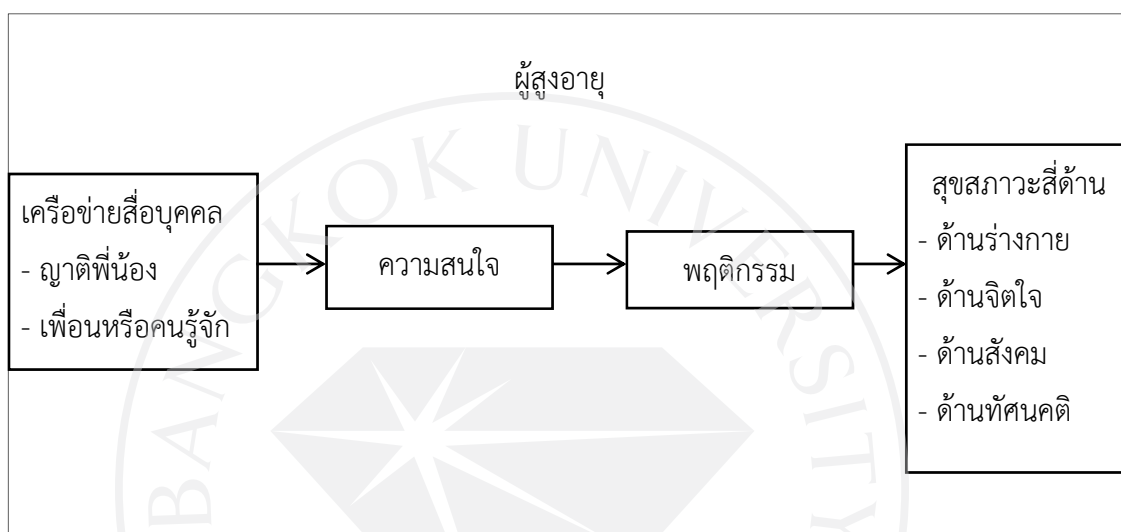 ผู้สูงอายุ
เครือข่ายสื่อบุคคล
- ญาติพี่น้อง
- เพื่อนหรือคนรู้จัก
ความสนใจ
พฤติกรรม
สุขสภาวะสี่ด้าน
- ด้านร่างกาย
- ด้านจิตใจ
- ด้านสังคม
- ด้านทัศนคติ
BANGKOK UNIVERSITY